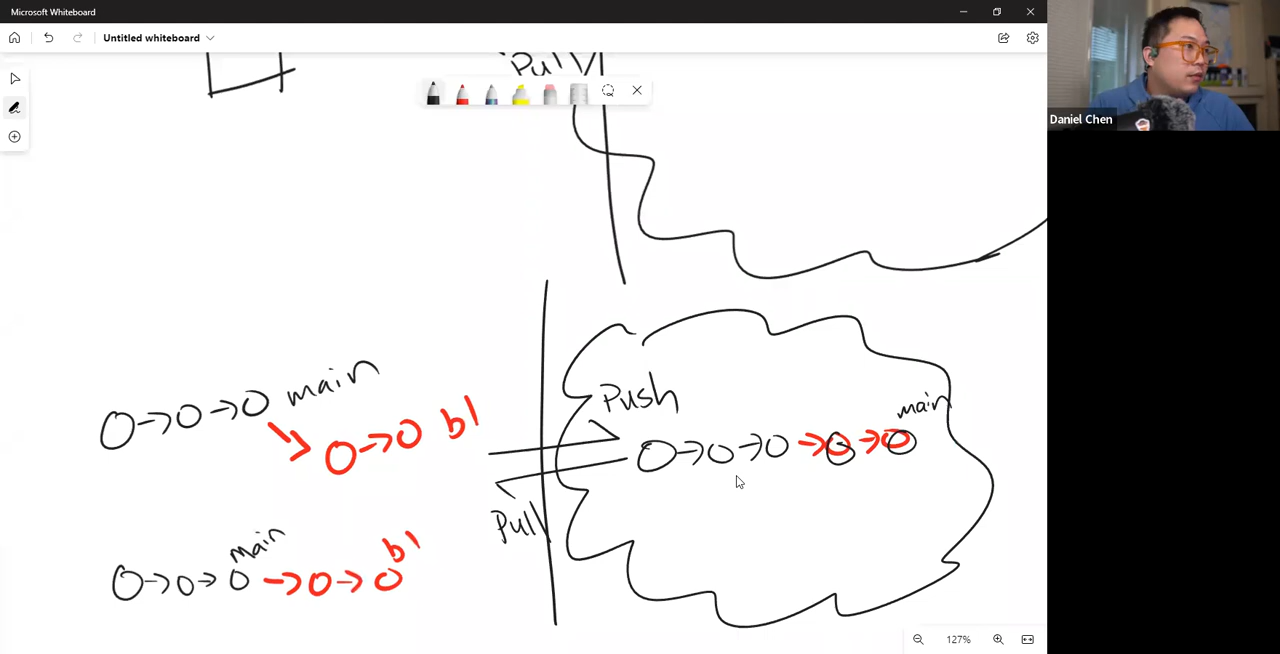 Microsoft Whiteboard
Untitled whiteboard
Daniel Chen
Pull
main
b1
Push
main
Pull
main
b1
127%